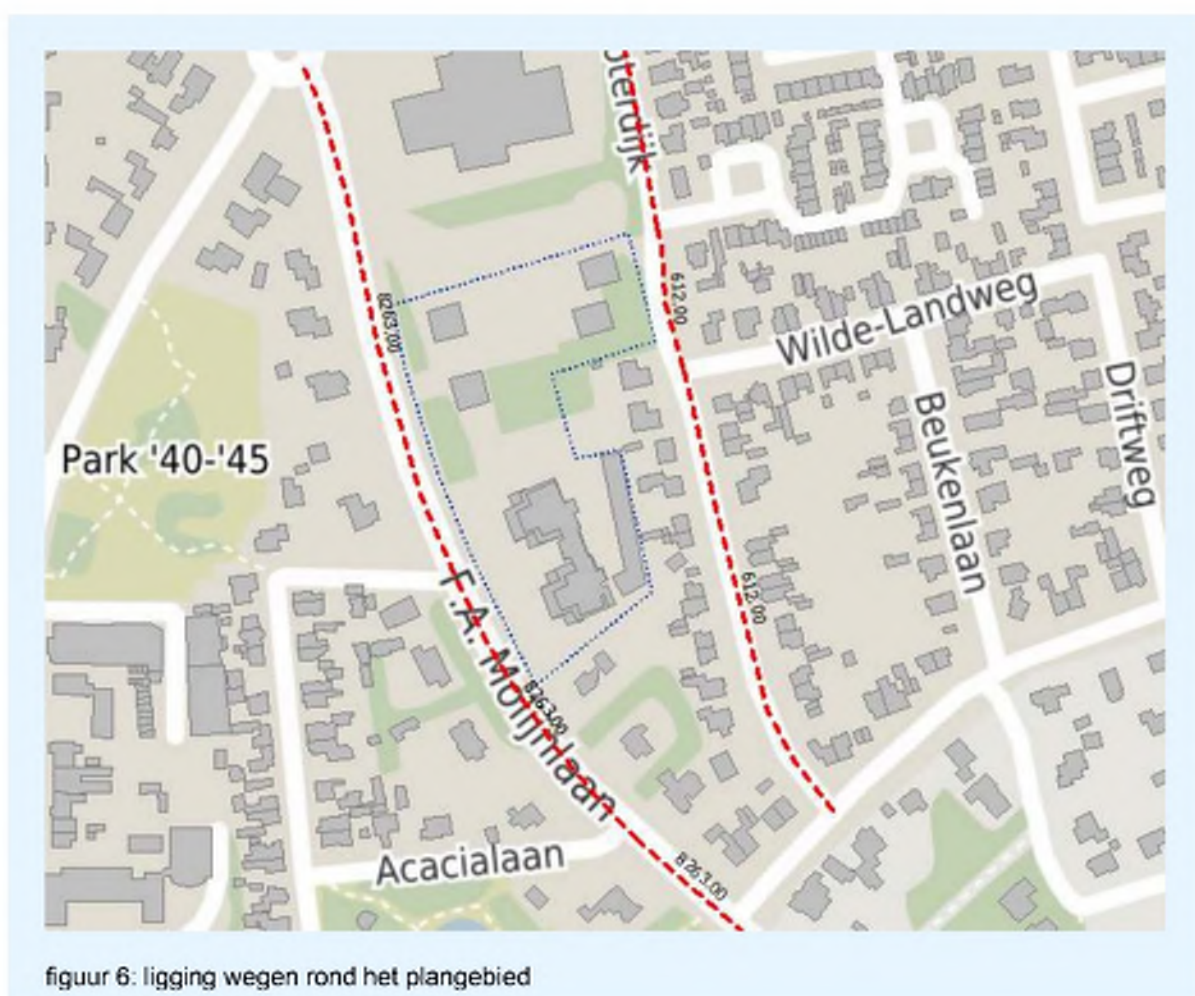 oterdijk
612.00
8263.00
Wilde-Landweg
Driftweg
Beukenlaan
Park '40-'45
612.00
F.A. Molijnlaan
8263.00
Acacialaan
8263.00
figuur 6: ligging wegen rond het plangebied